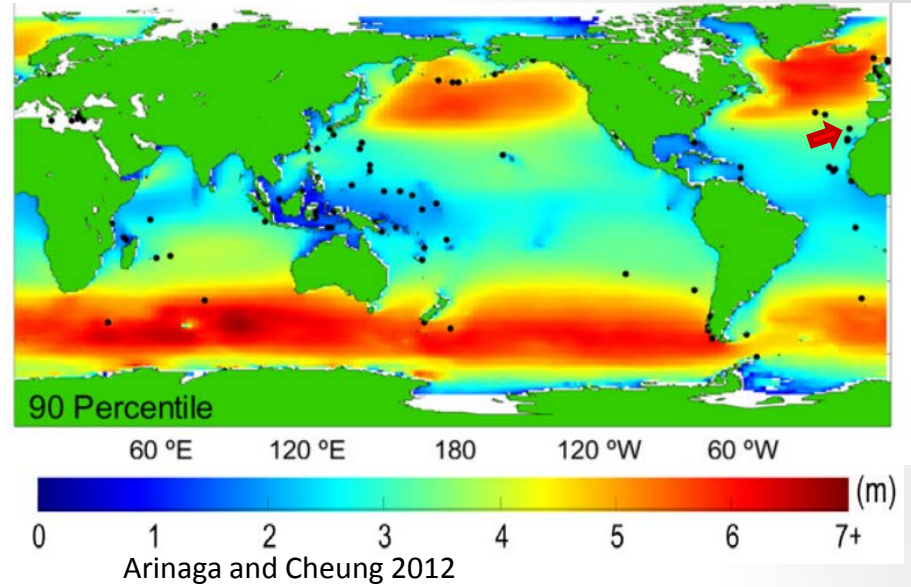 90 Percentile
60 ºE 120 ºE 180 120 ºW 60 ºW
(m)
0 1 2 3 4 5 6 7+
Arinaga and Cheung 2012